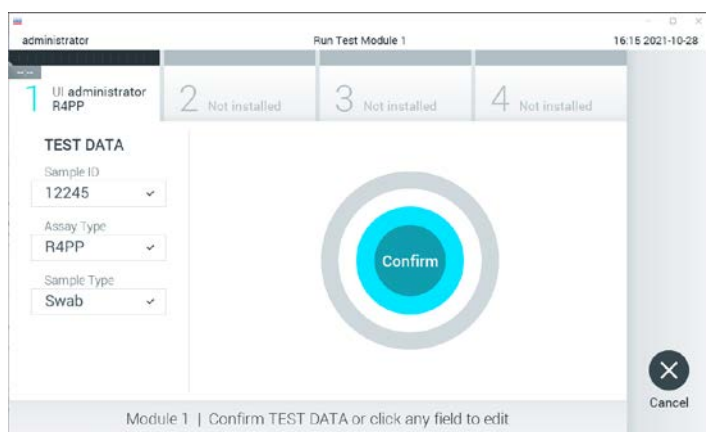 administrator Run Test Module 1 16:15 2021-10-28
1 UI administrator
R4PP
2 Not installed
3 Not installed
4 Not installed
TEST DATA
Sample ID
12245
Assay Type
R4PP
Sample Type
Swab
Confirm
Cancel
Module 1 | Confirm TEST DATA or click any field to edit